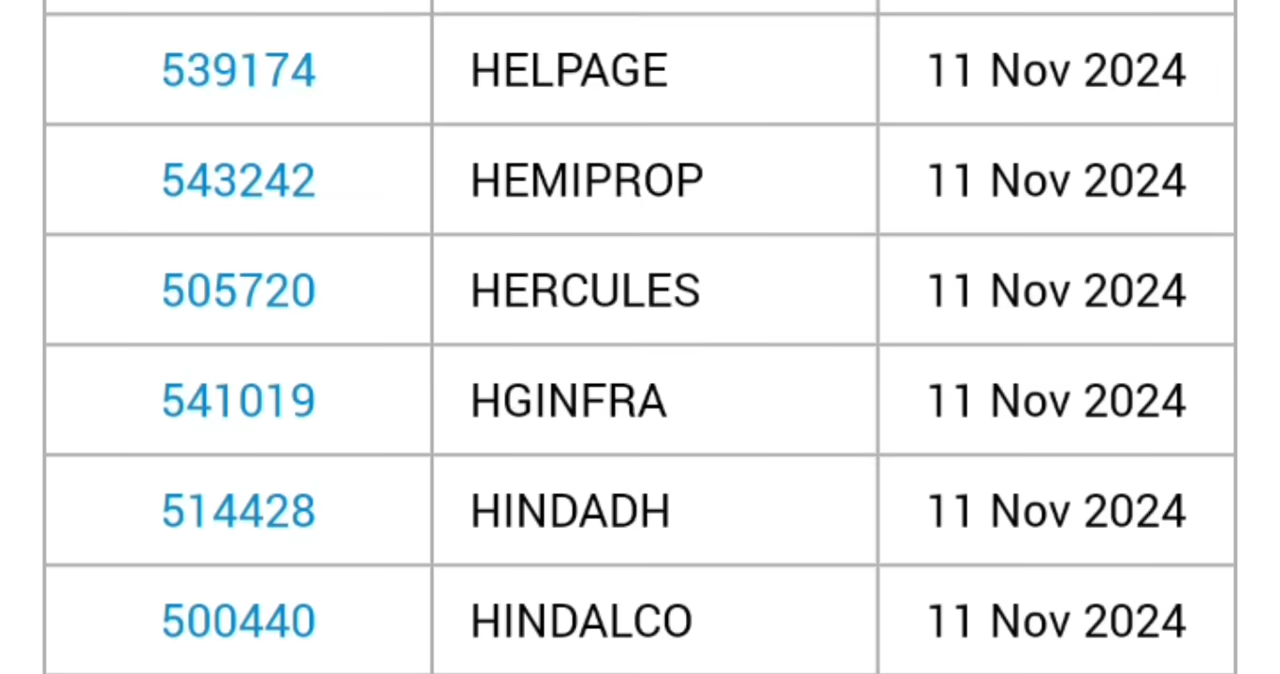 539174 HELPAGE 11 Nov 2024
543242 HEMIPROP 11 Nov 2024
505720 HERCULES 11 Nov 2024
541019 HGINFRA 11 Nov 2024
514428 HINDADH 11 Nov 2024
500440 HINDALCO 11 Nov 2024